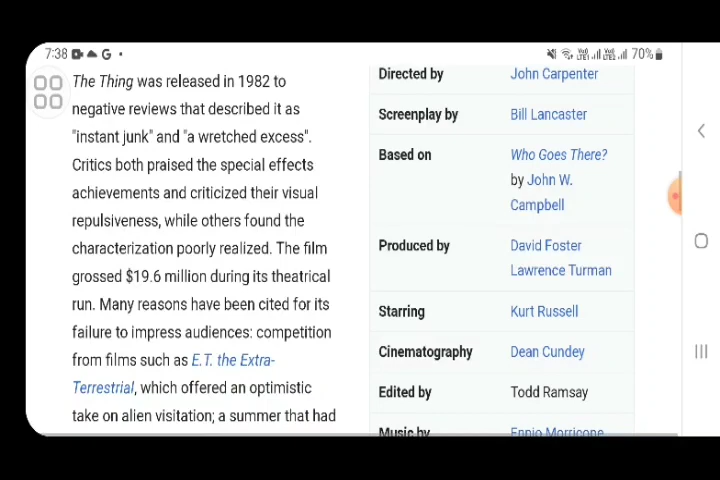 7:38
70%
The Thing was released in 1982 to
negative reviews that described it as
"instant junk" and "a wretched excess".
Critics both praised the special effects
achievements and criticized their visual
repulsiveness, while others found the
characterization poorly realized. The film
grossed $19.6 million during its theatrical
run. Many reasons have been cited for its
failure to impress audiences: competition
from films such as E.T. the Extra-
Terrestrial, which offered an optimistic
take on alien visitation; a summer that had
Directed by John Carpenter
Screenplay by Bill Lancaster
Based on Who Goes There?
by John W.
Campbell
Produced by David Foster
Lawrence Turman
Starring Kurt Russell
Cinematography Dean Cundey
Edited by Todd Ramsay
Music by Ennio Morricone